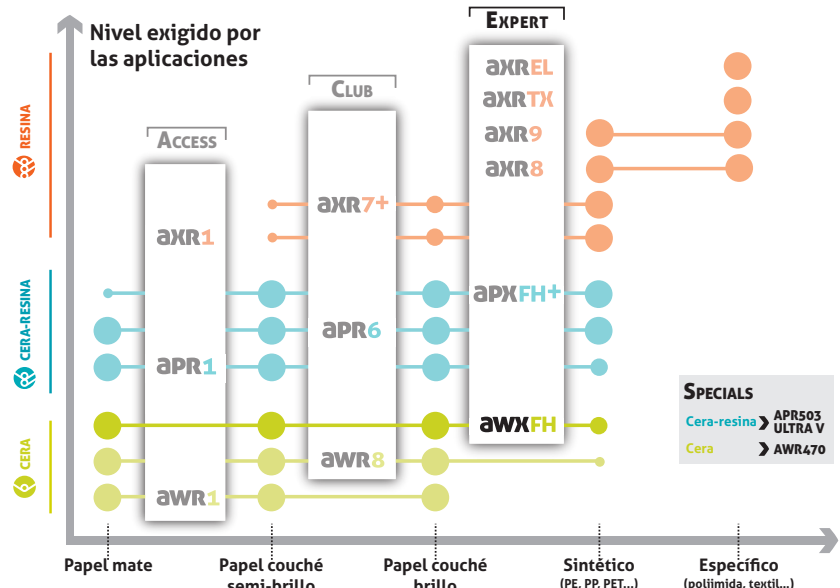 Nivel exigido por
las aplicaciones
EXPERT
CLUB
ACCESS
RESINA
CERA-RESINA
CERA
aXREL
aXRTX
aXR9
aXR8
aXR7+
aXR1
aPXFH+
aPR6
aPR1
aWXFH
aWR8
aWR1
SPECIALS
Cera-resina
APR503
ULTRA V
Cera
AWR470
Papel mate
Papel couché
semi-brillo
Papel couché
brillo
Sintético
(PE, PP, PET...)
Específico
(poliimida, textil...)